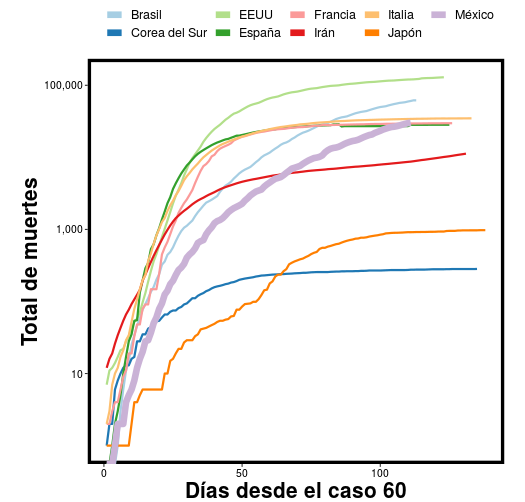 Brasil EEUU Francia Italia México
Corea del Sur España Irán Japón
100,000
1,000
10
Total de muertes
0 50 100
Días desde el caso 60